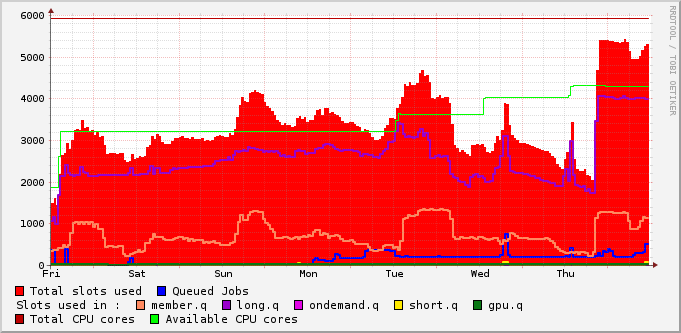 6000
5000
4000
3000
2000
1000
0
Fri Sat Sun Mon Tue Wed Thu
RRDTOOL / TOBI OETIKER
Total slots used Queued Jobs
Slots used in : member.q long.q ondemand.q short.q gpu.q
Total CPU cores Available CPU cores